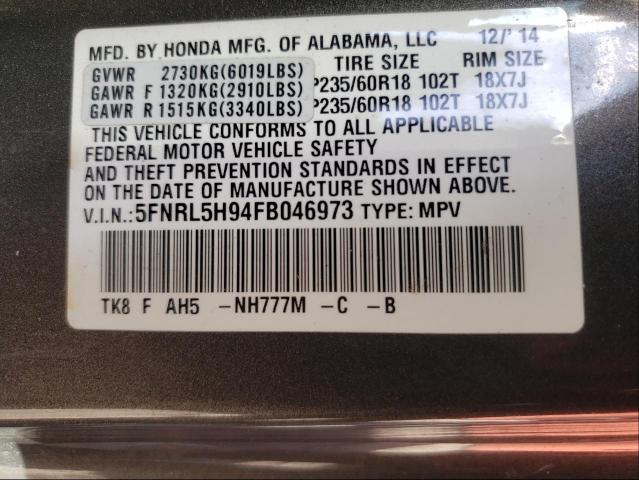 MFD. BY HONDA MFG. OF ALABAMA, LLC 12/'14
TIRE SIZE RIM SIZE
GVWR 2730KG(6019LBS)
GAWR F 1320KG(2910LBS) P235/60R18 102T 18X7J
GAWR R 1515KG(3340LBS) P235/60R18 102T 18X7J
THIS VEHICLE CONFORMS TO ALL APPLICABLE
FEDERAL MOTOR VEHICLE SAFETY
AND THEFT PREVENTION STANDARDS IN EFFECT
ON THE DATE OF MANUFACTURE SHOWN ABOVE.
V.I.N.: 5FNRL5H94FB046973 TYPE: MPV
TK8 F AH5 -NH777M -C -B